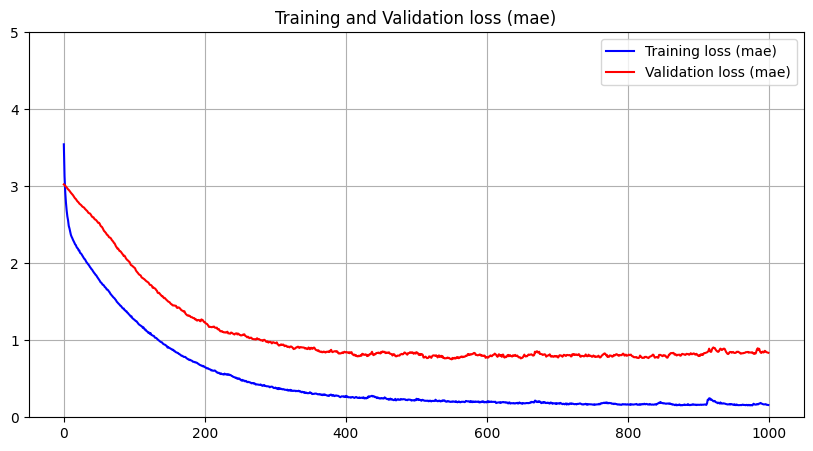 Training and Validation loss (mae)
Training loss (mae)
Validation loss (mae)
5
4
3
2
1
0
0 200 400 600 800 1000